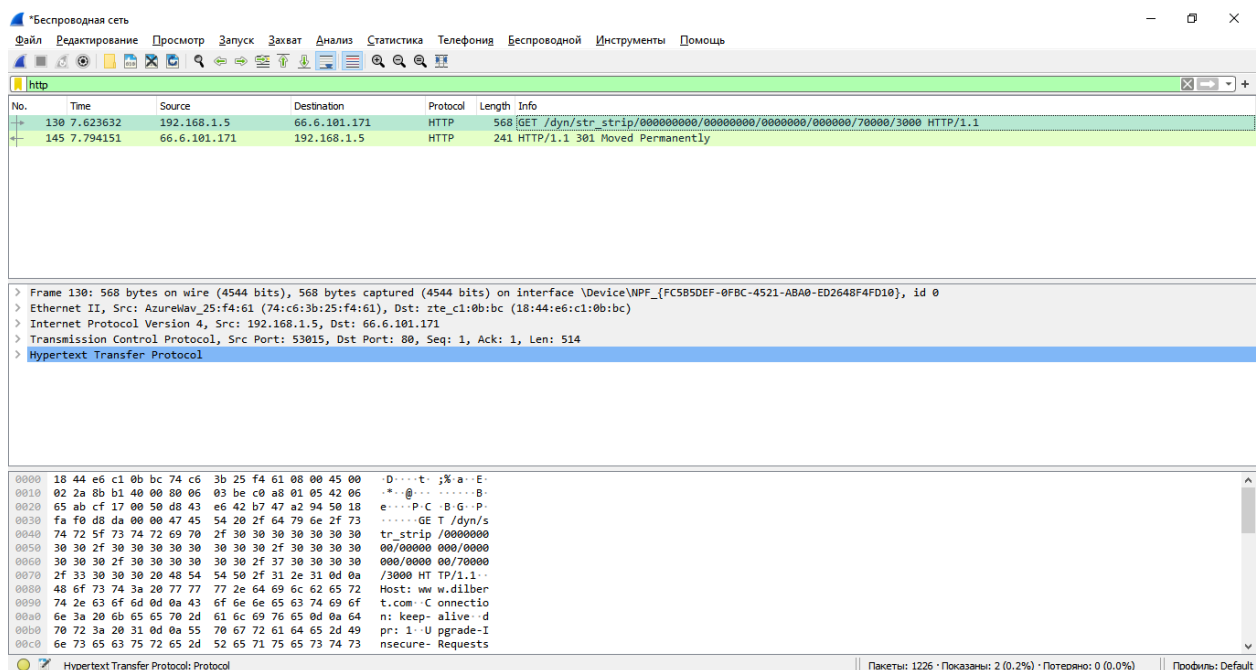 *Беспроводная сеть
Файл Редактирование Просмотр Запуск Захват Анализ Статистика Телефония Беспроводной Инструменты Помощь
http
No. Time Source Destination Protocol Length Info
130 7.623632 192.168.1.5 66.6.101.171 HTTP 568 GET /dyn/str_strip/000000000/00000000/0000000/000000/70000/3000 HTTP/1.1
145 7.794151 66.6.101.171 192.168.1.5 HTTP 241 HTTP/1.1 301 Moved Permanently
> Frame 130: 568 bytes on wire (4544 bits), 568 bytes captured (4544 bits) on interface \Device\NPF_{FC5B5DEF-0FBC-4521-ABA0-ED2648F4FD10}, id 0
> Ethernet II, Src: AzureWav_25:f4:61 (74:c6:3b:25:f4:61), Dst: zte_c1:0b:bc (18:44:e6:c1:0b:bc)
> Internet Protocol Version 4, Src: 192.168.1.5, Dst: 66.6.101.171
> Transmission Control Protocol, Src Port: 53015, Dst Port: 80, Seq: 1, Ack: 1, Len: 514
> Hypertext Transfer Protocol
0000 18 44 e6 c1 0b bc 74 c6 3b 25 f4 61 08 00 45 00 ·D····t· ;%·a··E·
0010 02 2a 8b b1 40 00 80 06 03 be c0 a8 01 05 42 06 ·*··@··· ······B·
0020 65 ab cf 17 00 50 d8 43 e6 42 b7 47 a2 94 50 18 e····P·C ·B·G··P·
0030 fa f0 d8 da 00 00 47 45 54 20 2f 64 79 6e 2f 73 ······GE T /dyn/s
0040 74 72 5f 73 74 72 69 70 2f 30 30 30 30 30 30 30 tr_strip /0000000
0050 30 30 2f 30 30 30 30 30 30 30 30 2f 30 30 30 30 00/00000 000/0000
0060 30 30 30 2f 30 30 30 30 30 30 2f 37 30 30 30 30 000/0000 00/70000
0070 2f 33 30 30 30 20 48 54 54 50 2f 31 2e 31 0d 0a /3000 HT TP/1.1··
0080 48 6f 73 74 3a 20 77 77 77 2e 64 69 6c 62 65 72 Host: ww w.dilber
0090 74 2e 63 6f 6d 0d 0a 43 6f 6e 6e 65 63 74 69 6f t.com··C onnectio
00a0 6e 3a 20 6b 65 65 70 2d 61 6c 69 76 65 0d 0a 64 n: keep- alive··d
00b0 70 72 3a 20 31 0d 0a 55 70 67 72 61 64 65 2d 49 pr: 1··U pgrade-I
00c0 6e 73 65 63 75 72 65 2d 52 65 71 75 65 73 74 73 nsecure- Requests
Hypertext Transfer Protocol: Protocol Пакеты: 1226 · Показаны: 2 (0.2%) · Потеряно: 0 (0.0%) Профиль: Default